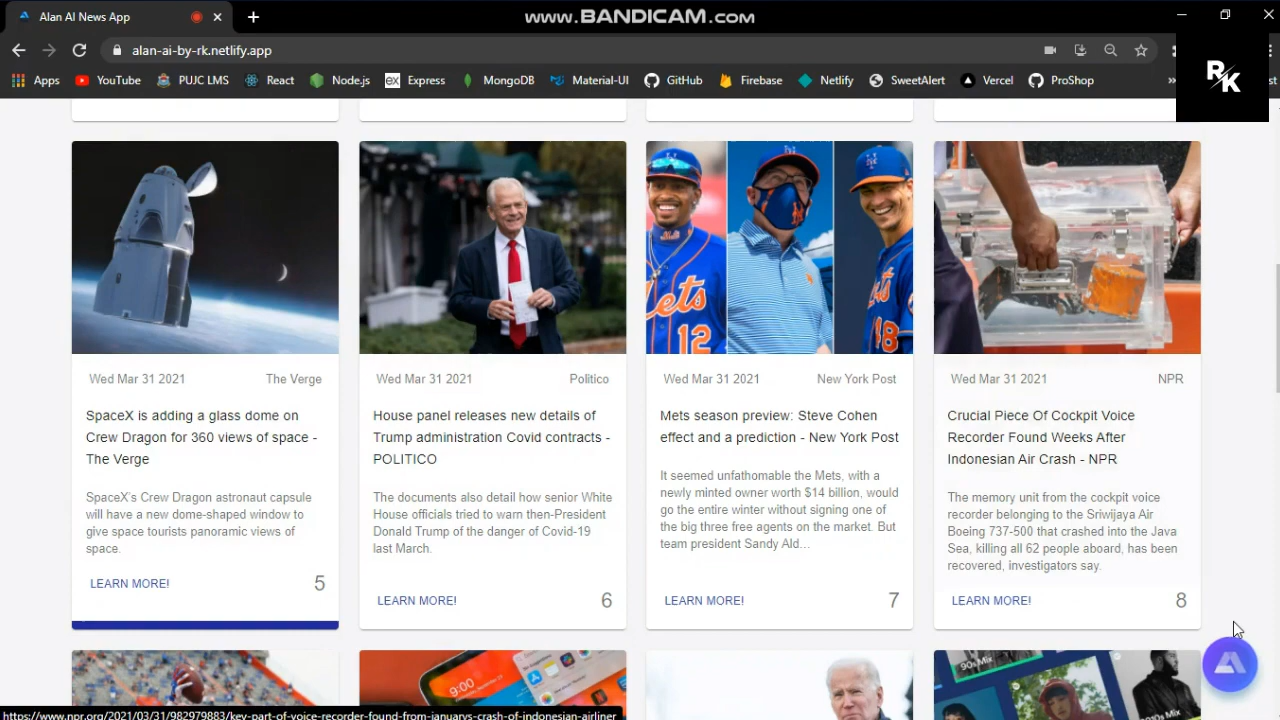 Alan AI News App
www.BANDICAM.com
alan-ai-by-rk.netlify.app
RK
Apps
YouTube
PUJC LMS
React
Node.js
ex
Express
MongoDB
Material-UI
GitHub
Firebase
Netlify
SweetAlert
Vercel
ProShop
»
st
Mets
12
Mets
48
Wed Mar 31 2021
The Verge
SpaceX is adding a glass dome on
Crew Dragon for 360 views of space -
The Verge
SpaceX's Crew Dragon astronaut capsule
will have a new dome-shaped window to
give space tourists panoramic views of
space.
LEARN MORE!
5
Wed Mar 31 2021
Politico
House panel releases new details of
Trump administration Covid contracts -
POLITICO
The documents also detail how senior White
House officials tried to warn then-President
Donald Trump of the danger of Covid-19
last March.
LEARN MORE!
6
Wed Mar 31 2021
New York Post
Mets season preview: Steve Cohen
effect and a prediction - New York Post
It seemed unfathomable the Mets, with a
newly minted owner worth $14 billion, would
go the entire winter without signing one of
the big three free agents on the market. But
team president Sandy Ald…
LEARN MORE!
7
Wed Mar 31 2021
NPR
Crucial Piece Of Cockpit Voice
Recorder Found Weeks After
Indonesian Air Crash - NPR
The memory unit from the cockpit voice
recorder belonging to the Sriwijaya Air
Boeing 737-500 that crashed into the Java
Sea, killing all 62 people aboard, has been
recovered, investigators say.
LEARN MORE!
8
9:00
90s Mix
https://www.npr.org/2021/03/31/982979883/key-part-of-voice-recorder-found-from-januarys-crash-of-indonesian-airliner